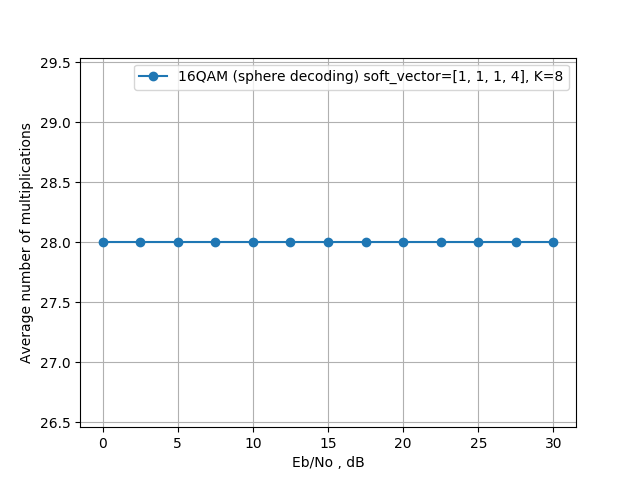 16QAM (sphere decoding) soft_vector=[1, 1, 1, 4], K=8
Average number of multiplications
29.5
29.0
28.5
28.0
27.5
27.0
26.5
0 5 10 15 20 25 30
Eb/No , dB